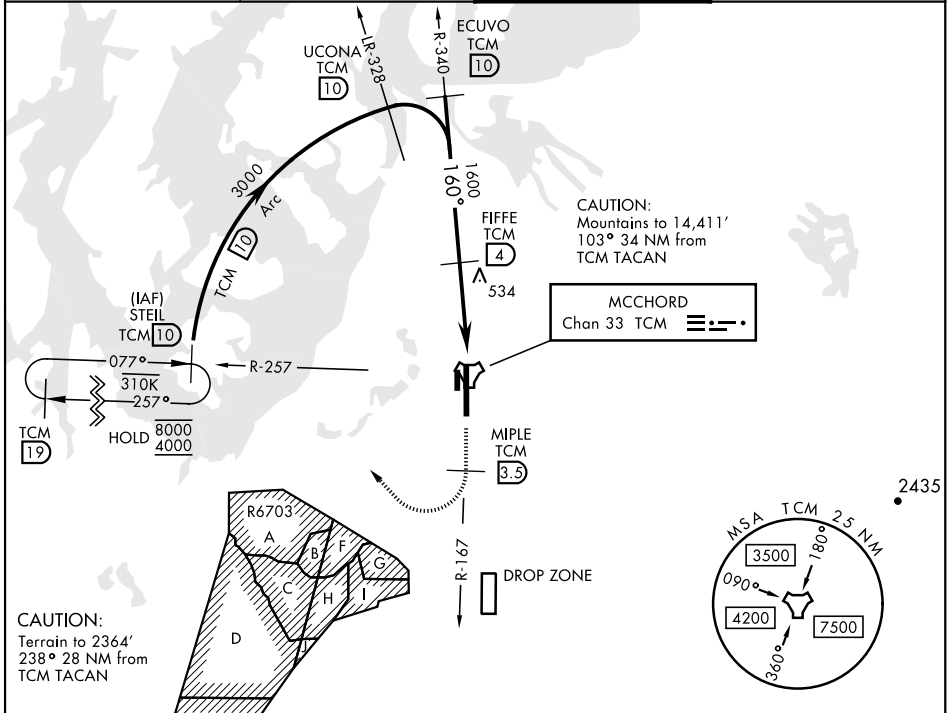 UCONA
TCM
10
LR-328
ECUVO
TCM
10
R-340
3000
Arc
TCM 10
1600
160°
FIFFE
TCM
4
534
CAUTION:
Mountains to 14,411'
103° 34 NM from
TCM TACAN
MCCHORD
Chan 33 TCM
(IAF)
STEIL
TCM 10
077°
310K
257°
R-257
TCM
19
HOLD 8000
4000
MIPLE
TCM
3.5
R-167
DROP ZONE
2435
R6703
A
B
F
G
C
H
I
D
J
CAUTION:
Terrain to 2364'
238° 28 NM from
TCM TACAN
MSA TCM 25 NM
3500
180°
090°
4200
7500
360°